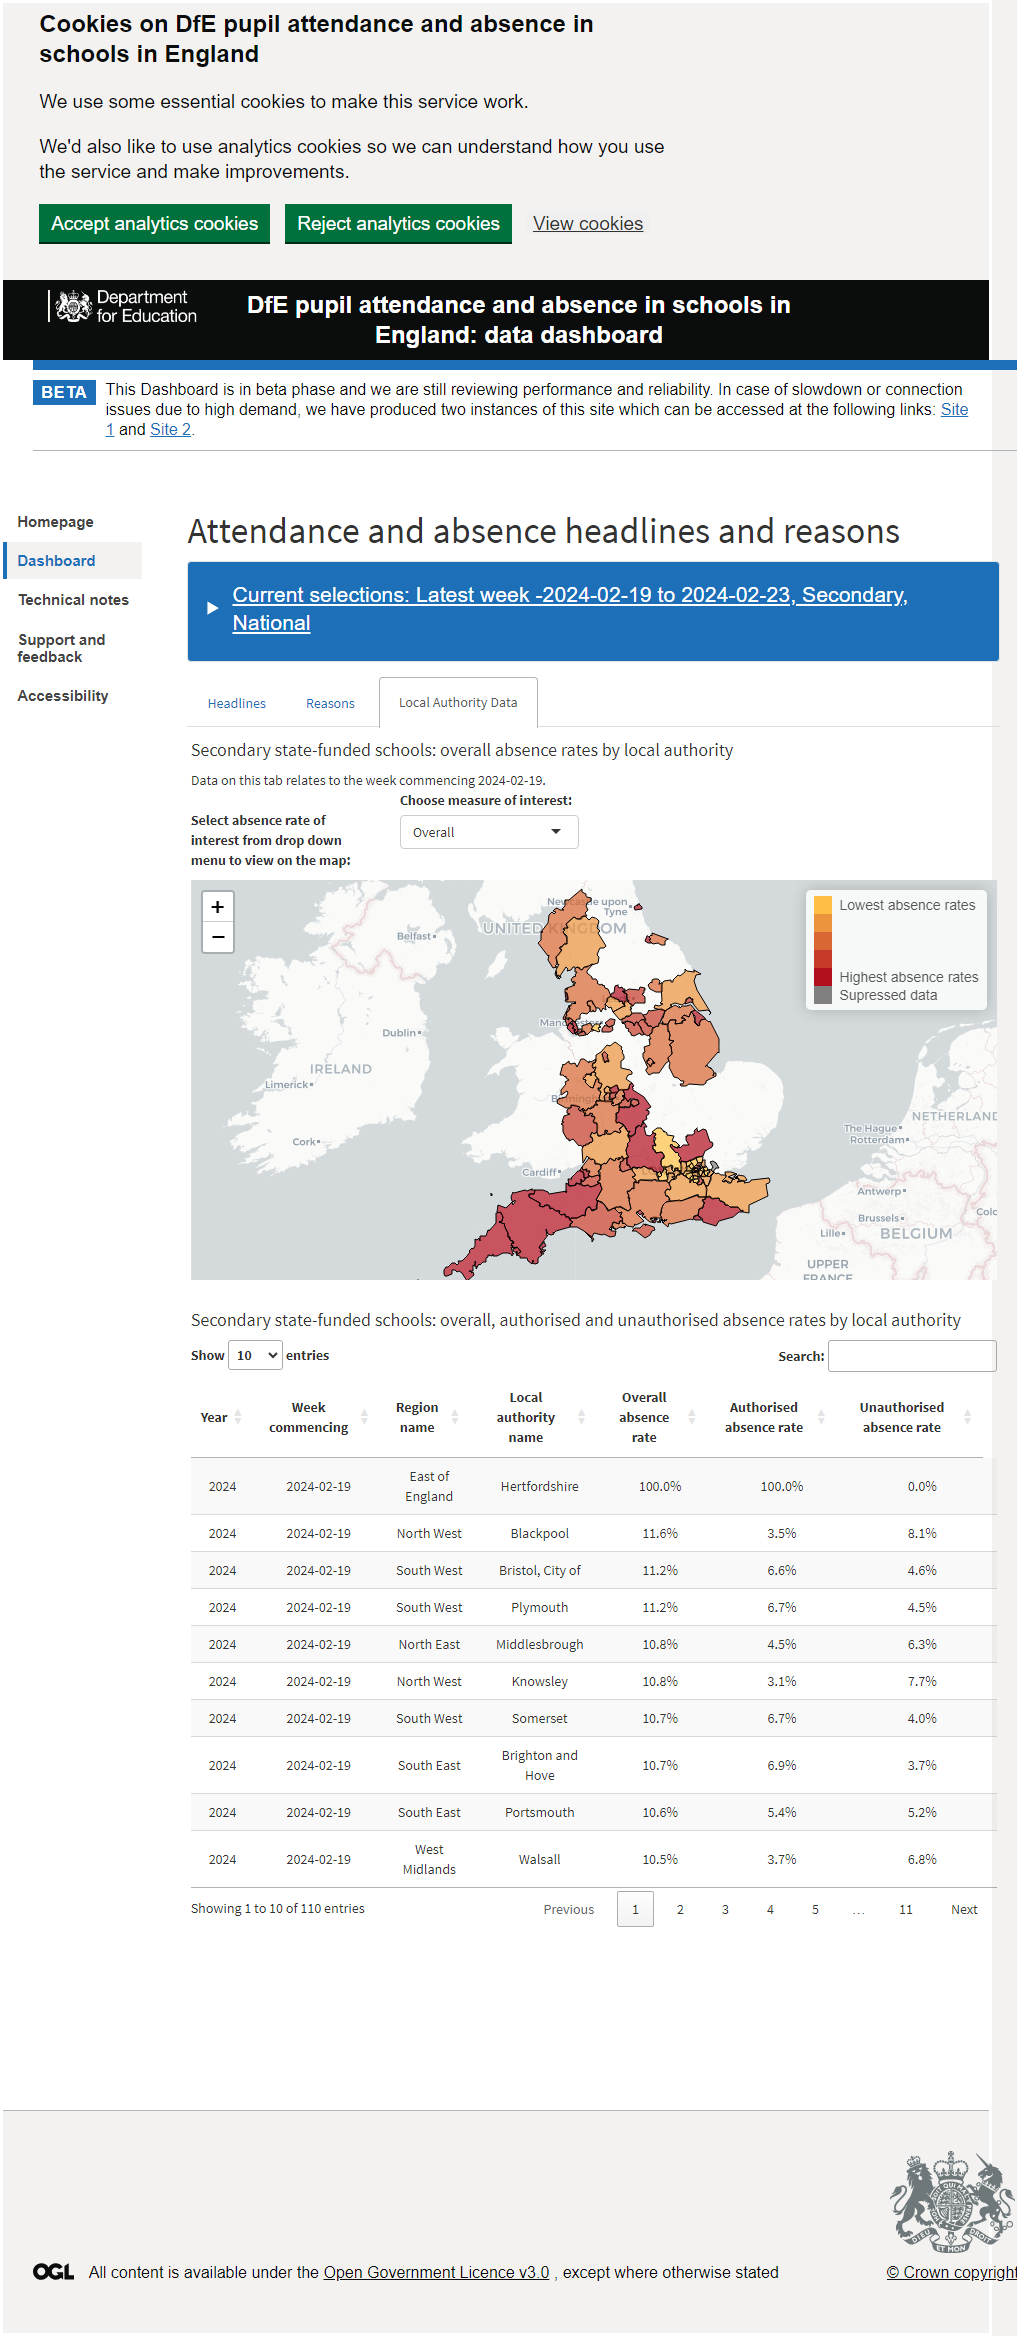 Cookies on DfE pupil attendance and absence in
schools in England
We use some essential cookies to make this service work.
We'd also like to use analytics cookies so we can understand how you use
the service and make improvements.
Accept analytics cookies Reject analytics cookies View cookies
Department
for Education
DfE pupil attendance and absence in schools in
England: data dashboard
BETA
This Dashboard is in beta phase and we are still reviewing performance and reliability. In case of slowdown or connection
issues due to high demand, we have produced two instances of this site which can be accessed at the following links: Site
1 and Site 2.
Homepage
Dashboard
Technical notes
Support and
feedback
Accessibility
Attendance and absence headlines and reasons
Current selections: Latest week -2024-02-19 to 2024-02-23, Secondary,
National
Headlines Reasons Local Authority Data
Secondary state-funded schools: overall absence rates by local authority
Data on this tab relates to the week commencing 2024-02-19.
Select absence rate of
interest from drop down
menu to view on the map:
Choose measure of interest:
Overall
+
−
Lowest absence rates
Highest absence rates
Supressed data
Newcastle upon
Tyne
UNITED KINGDOM
Belfast
Dublin
Manchester
IRELAND
Limerick
Birmingham
Cork
Cardiff
NETHERLAND
The Hague
Rotterdam
Antwerp
Brussels
Colo
Lille
BELGIUM
UPPER
FRANCE
Secondary state-funded schools: overall, authorised and unauthorised absence rates by local authority
Show 10 entries Search:
Year Week commencing Region name Local authority name Overall absence rate Authorised absence rate Unauthorised absence rate
2024 2024-02-19 East of England Hertfordshire 100.0% 100.0% 0.0%
2024 2024-02-19 North West Blackpool 11.6% 3.5% 8.1%
2024 2024-02-19 South West Bristol, City of 11.2% 6.6% 4.6%
2024 2024-02-19 South West Plymouth 11.2% 6.7% 4.5%
2024 2024-02-19 North East Middlesbrough 10.8% 4.5% 6.3%
2024 2024-02-19 North West Knowsley 10.8% 3.1% 7.7%
2024 2024-02-19 South West Somerset 10.7% 6.7% 4.0%
2024 2024-02-19 South East Brighton and Hove 10.7% 6.9% 3.7%
2024 2024-02-19 South East Portsmouth 10.6% 5.4% 5.2%
2024 2024-02-19 West Midlands Walsall 10.5% 3.7% 6.8%
Showing 1 to 10 of 110 entries Previous 1 2 3 4 5 … 11 Next
OGL All content is available under the Open Government Licence v3.0 , except where otherwise stated
© Crown copyright
DIEU ET MON DROIT